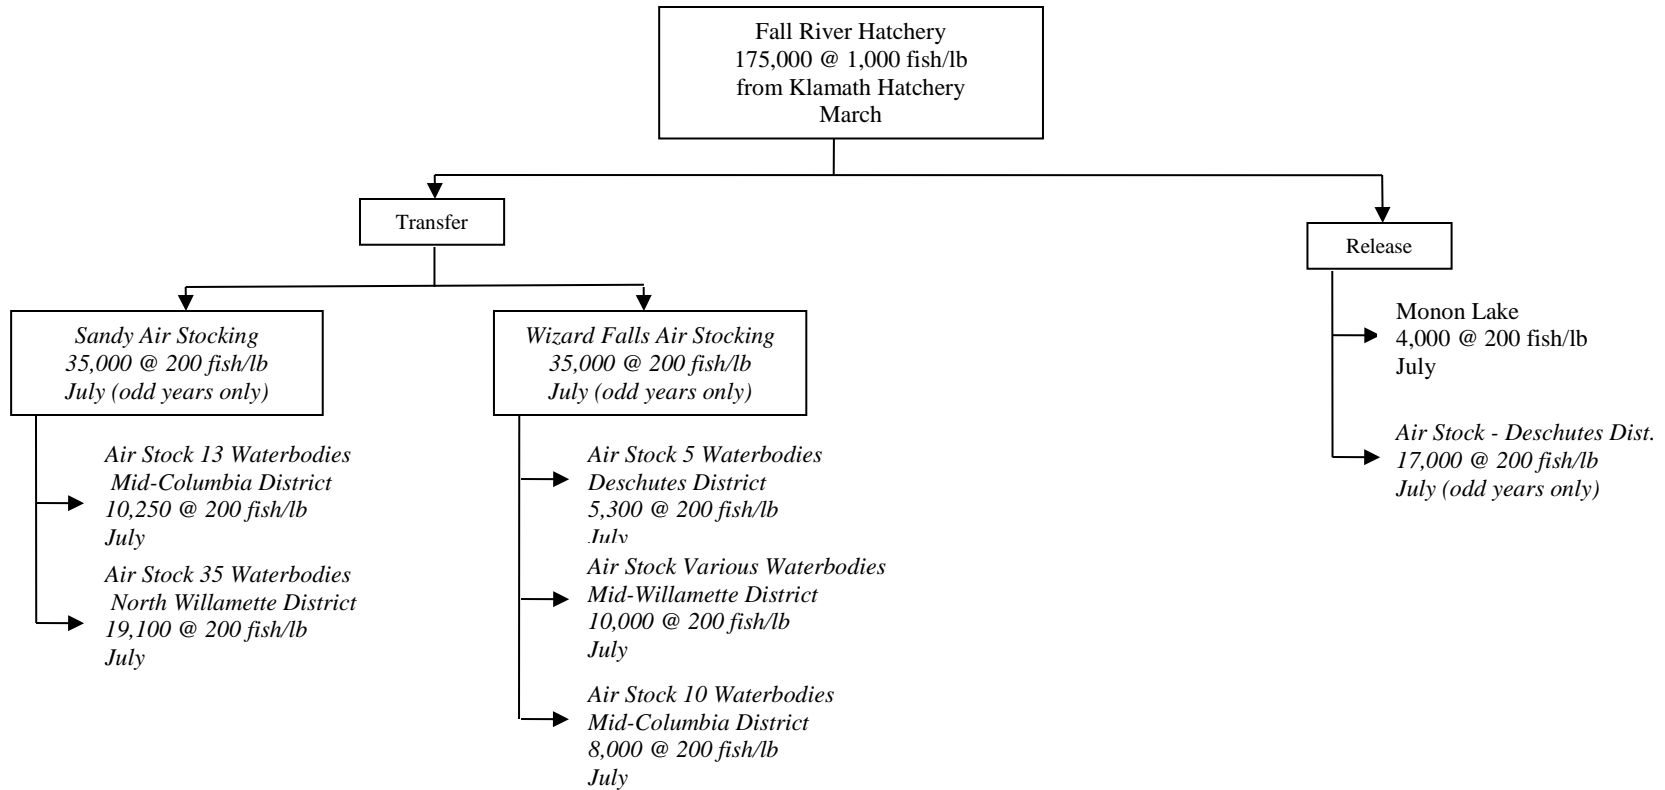 Fall River Hatchery
175,000 @ 1,000 fish/lb
from Klamath Hatchery
March
Transfer
Release
Sandy Air Stocking
35,000 @ 200 fish/lb
July (odd years only)
Wizard Falls Air Stocking
35,000 @ 200 fish/lb
July (odd years only)
Monon Lake
4,000 @ 200 fish/lb
July
Air Stock - Deschutes Dist.
17,000 @ 200 fish/lb
July (odd years only)
Air Stock 13 Waterbodies
Mid-Columbia District
10,250 @ 200 fish/lb
July
Air Stock 35 Waterbodies
North Willamette District
19,100 @ 200 fish/lb
July
Air Stock 5 Waterbodies
Deschutes District
5,300 @ 200 fish/lb
July
Air Stock Various Waterbodies
Mid-Willamette District
10,000 @ 200 fish/lb
July
Air Stock 10 Waterbodies
Mid-Columbia District
8,000 @ 200 fish/lb
July